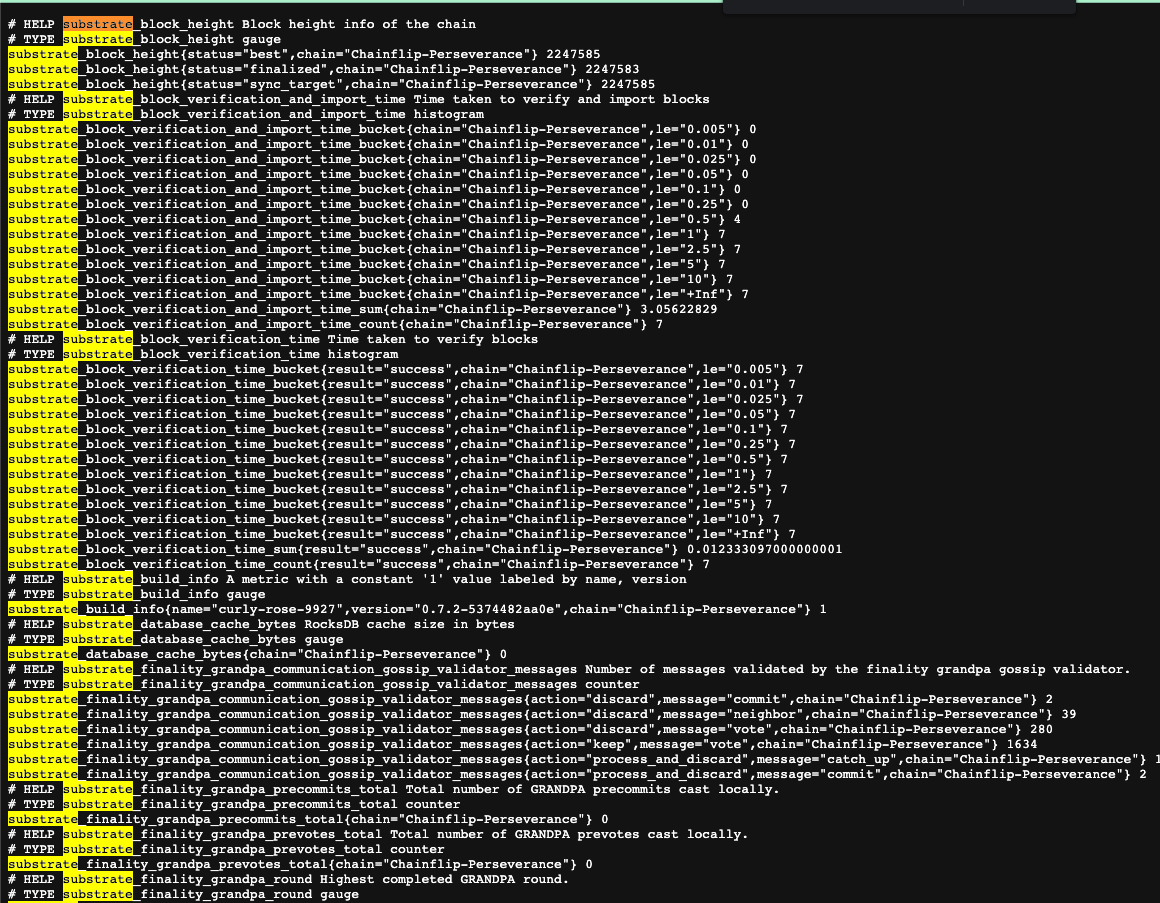 # HELP substrate_block_height Block height info of the chain
# TYPE substrate_block_height gauge
substrate_block_height{status="best",chain="Chainflip-Perseverance"} 2247585
substrate_block_height{status="finalized",chain="Chainflip-Perseverance"} 2247583
substrate_block_height{status="sync_target",chain="Chainflip-Perseverance"} 2247585
# HELP substrate_block_verification_and_import_time Time taken to verify and import blocks
# TYPE substrate_block_verification_and_import_time histogram
substrate_block_verification_and_import_time_bucket{chain="Chainflip-Perseverance",le="0.005"} 0
substrate_block_verification_and_import_time_bucket{chain="Chainflip-Perseverance",le="0.01"} 0
substrate_block_verification_and_import_time_bucket{chain="Chainflip-Perseverance",le="0.025"} 0
substrate_block_verification_and_import_time_bucket{chain="Chainflip-Perseverance",le="0.05"} 0
substrate_block_verification_and_import_time_bucket{chain="Chainflip-Perseverance",le="0.1"} 0
substrate_block_verification_and_import_time_bucket{chain="Chainflip-Perseverance",le="0.25"} 0
substrate_block_verification_and_import_time_bucket{chain="Chainflip-Perseverance",le="0.5"} 4
substrate_block_verification_and_import_time_bucket{chain="Chainflip-Perseverance",le="1"} 7
substrate_block_verification_and_import_time_bucket{chain="Chainflip-Perseverance",le="2.5"} 7
substrate_block_verification_and_import_time_bucket{chain="Chainflip-Perseverance",le="5"} 7
substrate_block_verification_and_import_time_bucket{chain="Chainflip-Perseverance",le="10"} 7
substrate_block_verification_and_import_time_bucket{chain="Chainflip-Perseverance",le="+Inf"} 7
substrate_block_verification_and_import_time_sum{chain="Chainflip-Perseverance"} 3.05622829
substrate_block_verification_and_import_time_count{chain="Chainflip-Perseverance"} 7
# HELP substrate_block_verification_time Time taken to verify blocks
# TYPE substrate_block_verification_time histogram
substrate_block_verification_time_bucket{result="success",chain="Chainflip-Perseverance",le="0.005"} 7
substrate_block_verification_time_bucket{result="success",chain="Chainflip-Perseverance",le="0.01"} 7
substrate_block_verification_time_bucket{result="success",chain="Chainflip-Perseverance",le="0.025"} 7
substrate_block_verification_time_bucket{result="success",chain="Chainflip-Perseverance",le="0.05"} 7
substrate_block_verification_time_bucket{result="success",chain="Chainflip-Perseverance",le="0.1"} 7
substrate_block_verification_time_bucket{result="success",chain="Chainflip-Perseverance",le="0.25"} 7
substrate_block_verification_time_bucket{result="success",chain="Chainflip-Perseverance",le="0.5"} 7
substrate_block_verification_time_bucket{result="success",chain="Chainflip-Perseverance",le="1"} 7
substrate_block_verification_time_bucket{result="success",chain="Chainflip-Perseverance",le="2.5"} 7
substrate_block_verification_time_bucket{result="success",chain="Chainflip-Perseverance",le="5"} 7
substrate_block_verification_time_bucket{result="success",chain="Chainflip-Perseverance",le="10"} 7
substrate_block_verification_time_bucket{result="success",chain="Chainflip-Perseverance",le="+Inf"} 7
substrate_block_verification_time_sum{result="success",chain="Chainflip-Perseverance"} 0.012333097000000001
substrate_block_verification_time_count{result="success",chain="Chainflip-Perseverance"} 7
# HELP substrate_build_info A metric with a constant '1' value labeled by name, version
# TYPE substrate_build_info gauge
substrate_build_info{name="curly-rose-9927",version="0.7.2-5374482aa0e",chain="Chainflip-Perseverance"} 1
# HELP substrate_database_cache_bytes RocksDB cache size in bytes
# TYPE substrate_database_cache_bytes gauge
substrate_database_cache_bytes{chain="Chainflip-Perseverance"} 0
# HELP substrate_finality_grandpa_communication_gossip_validator_messages Number of messages validated by the finality grandpa gossip validator.
# TYPE substrate_finality_grandpa_communication_gossip_validator_messages counter
substrate_finality_grandpa_communication_gossip_validator_messages{action="discard",message="commit",chain="Chainflip-Perseverance"} 2
substrate_finality_grandpa_communication_gossip_validator_messages{action="discard",message="neighbor",chain="Chainflip-Perseverance"} 39
substrate_finality_grandpa_communication_gossip_validator_messages{action="discard",message="vote",chain="Chainflip-Perseverance"} 280
substrate_finality_grandpa_communication_gossip_validator_messages{action="keep",message="vote",chain="Chainflip-Perseverance"} 1634
substrate_finality_grandpa_communication_gossip_validator_messages{action="process_and_discard",message="catch_up",chain="Chainflip-Perseverance"}
substrate_finality_grandpa_communication_gossip_validator_messages{action="process_and_discard",message="commit",chain="Chainflip-Perseverance"} 2
# HELP substrate_finality_grandpa_precommits_total Total number of GRANDPA precommits cast locally.
# TYPE substrate_finality_grandpa_precommits_total counter
substrate_finality_grandpa_precommits_total{chain="Chainflip-Perseverance"} 0
# HELP substrate_finality_grandpa_prevotes_total Total number of GRANDPA prevotes cast locally.
# TYPE substrate_finality_grandpa_prevotes_total counter
substrate_finality_grandpa_prevotes_total{chain="Chainflip-Perseverance"} 0
# HELP substrate_finality_grandpa_round Highest completed GRANDPA round.
# TYPE substrate_finality_grandpa_round gauge